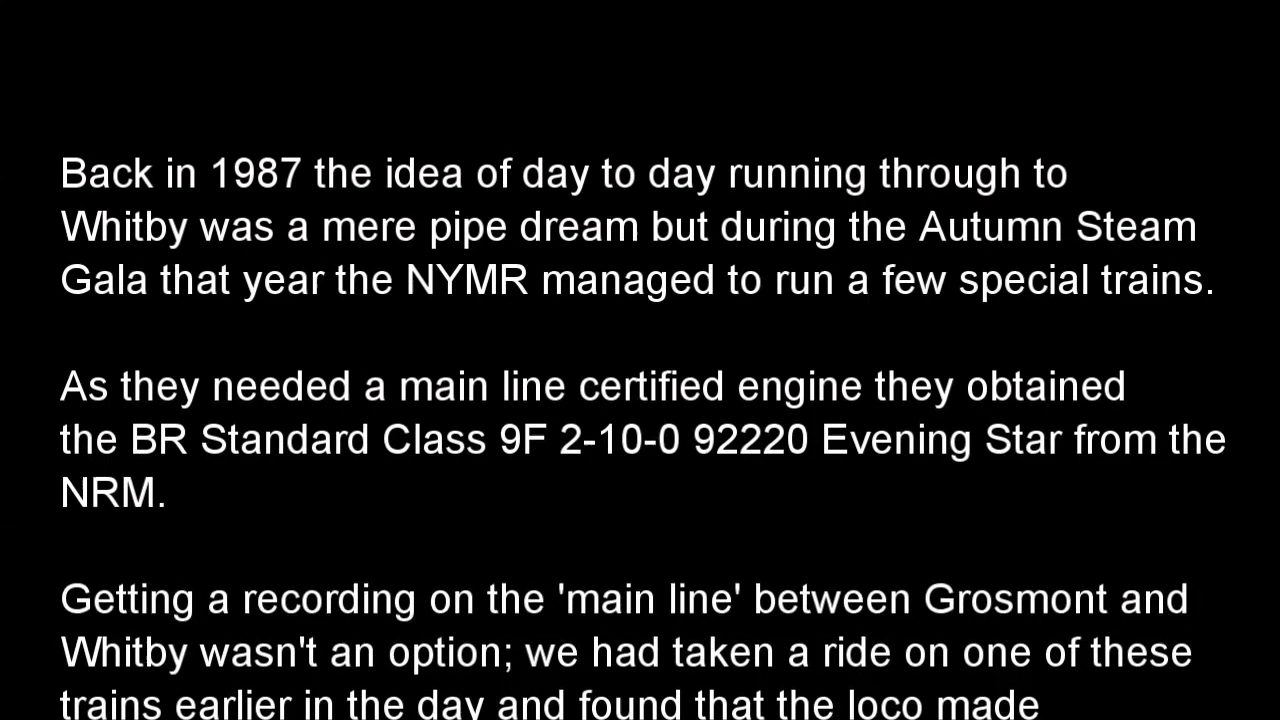 Back in 1987 the idea of day to day running through to
Whitby was a mere pipe dream but during the Autumn Steam
Gala that year the NYMR managed to run a few special trains.
As they needed a main line certified engine they obtained
the BR Standard Class 9F 2-10-0 92220 Evening Star from the
NRM.
Getting a recording on the 'main line' between Grosmont and
Whitby wasn't an option; we had taken a ride on one of these
trains earlier in the day and found that the loco made